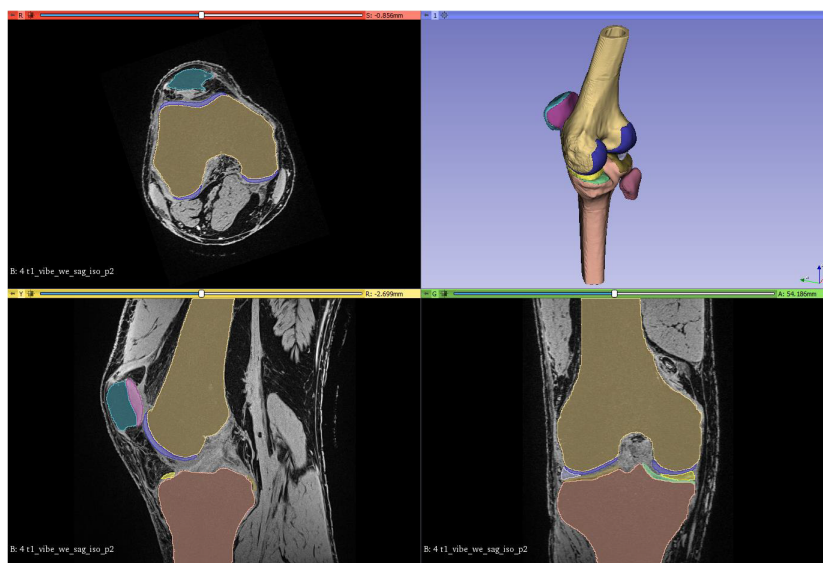 R S: -0.856mm
1
B: 4 t1_vibe_we_sag_iso_p2
Y R: -2.699mm
G A: 54.186mm
B: 4 t1_vibe_we_sag_iso_p2
B: 4 t1_vibe_we_sag_iso_p2